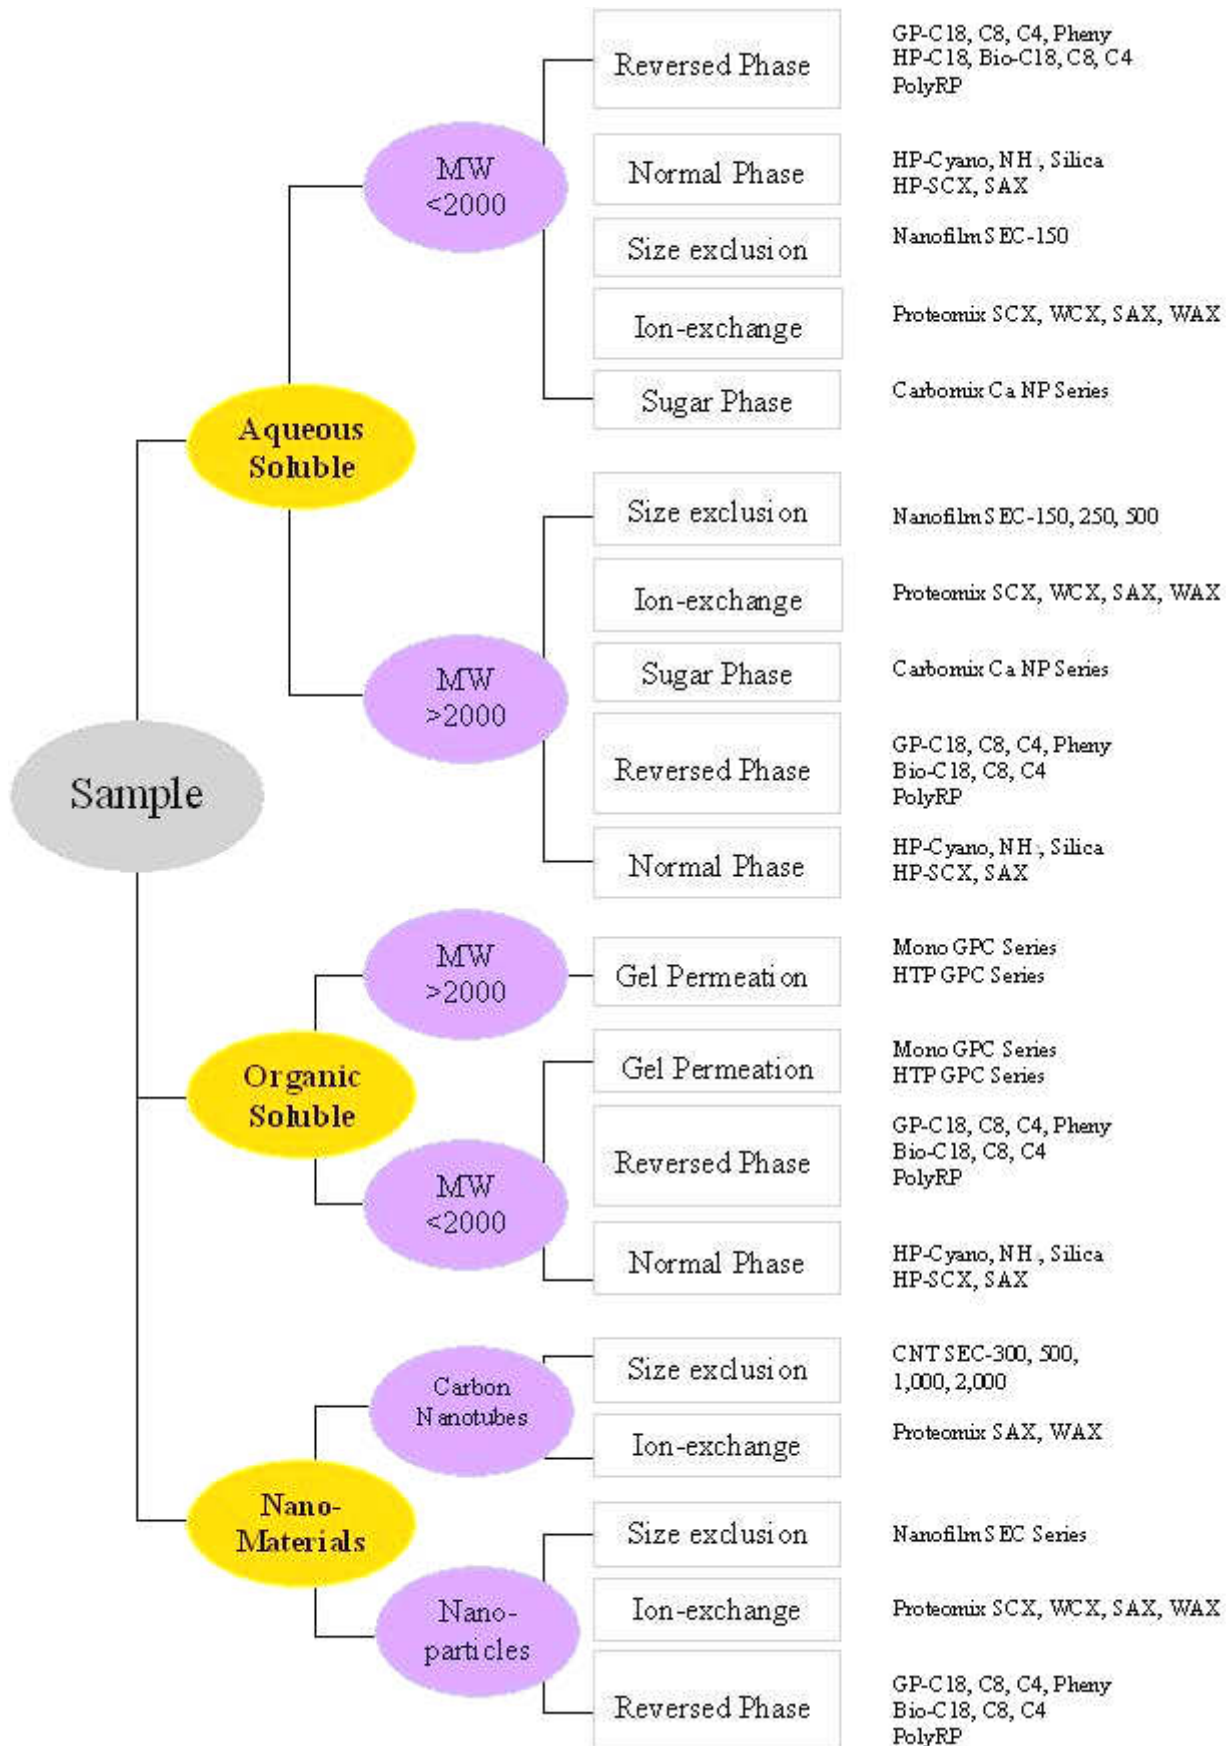 Sample
Aqueous
Soluble
MW
<2000
Reversed Phase
GP-C18, C8, C4, Pheny
HP-C18, Bio-C18, C8, C4
PolyRP
Normal Phase
HP-Cyano, NH₂, Silica
HP-SCX, SAX
Size exclusion
Nanofilm SEC-150
Ion-exchange
Proteomix SCX, WCX, SAX, WAX
Sugar Phase
Carbomix Ca NP Series
MW
>2000
Size exclusion
Nanofilm SEC-150, 250, 500
Ion-exchange
Proteomix SCX, WCX, SAX, WAX
Sugar Phase
Carbomix Ca NP Series
Reversed Phase
GP-C18, C8, C4, Pheny
Bio-C18, C8, C4
PolyRP
Normal Phase
HP-Cyano, NH₂, Silica
HP-SCX, SAX
Organic
Soluble
MW
>2000
Gel Permeation
Mono GPC Series
HTP GPC Series
MW
<2000
Gel Permeation
Mono GPC Series
HTP GPC Series
Reversed Phase
GP-C18, C8, C4, Pheny
Bio-C18, C8, C4
PolyRP
Normal Phase
HP-Cyano, NH₂, Silica
HP-SCX, SAX
Nano-
Materials
Carbon
Nanotubes
Size exclusion
CNT SEC-300, 500,
1,000, 2,000
Ion-exchange
Proteomix SAX, WAX
Nano-
particles
Size exclusion
Nanofilm SEC Series
Ion-exchange
Proteomix SCX, WCX, SAX, WAX
Reversed Phase
GP-C18, C8, C4, Pheny
Bio-C18, C8, C4
PolyRP